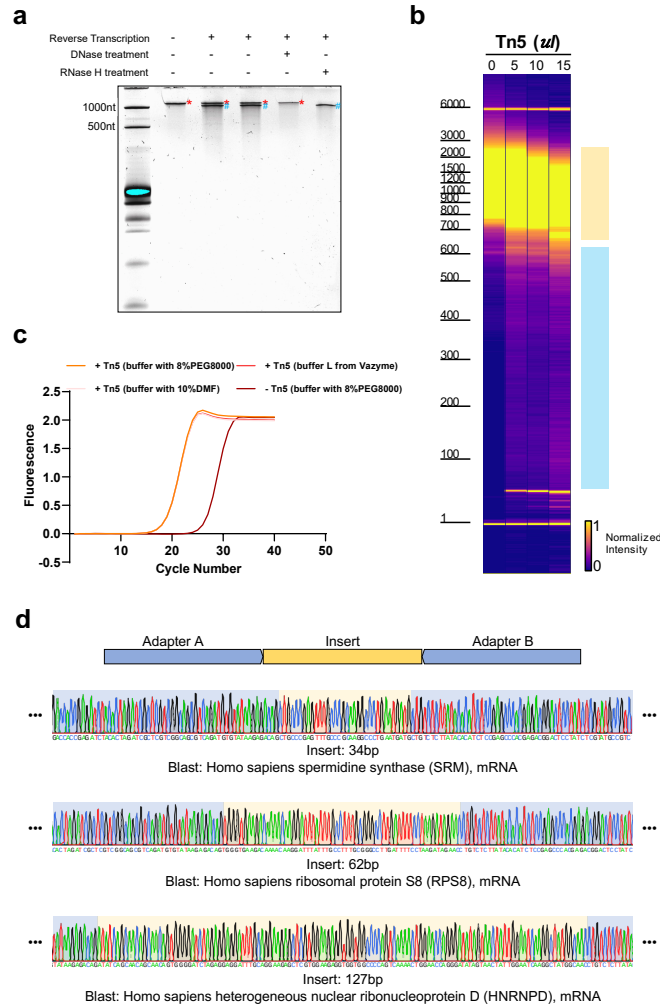 a
Reverse Transcription - + + + +
DNase treatment - - - + -
RNase H treatment - - - - +
1000nt * * * * #
500nt # #
b
Tn5 (ul)
0 5 10 15
6000
3000
2000
1500
1200
1000
900
800
700
600
500
400
300
200
100
1
1
0
Normalized
Intensity
c
+ Tn5 (buffer with 8%PEG8000)
+ Tn5 (buffer L from Vazyme)
+ Tn5 (buffer with 10%DMF)
- Tn5 (buffer with 8%PEG8000)
Fluorescence
2.5
2.0
1.5
1.0
0.5
0.0
-0.5
10 20 30 40 50
Cycle Number
d
Adapter A Insert Adapter B
Insert: 34bp
Blast: Homo sapiens spermidine synthase (SRM), mRNA
Insert: 62bp
Blast: Homo sapiens ribosomal protein S8 (RPS8), mRNA
Insert: 127bp
Blast: Homo sapiens heterogeneous nuclear ribonucleoprotein D (HNRNPD), mRNA